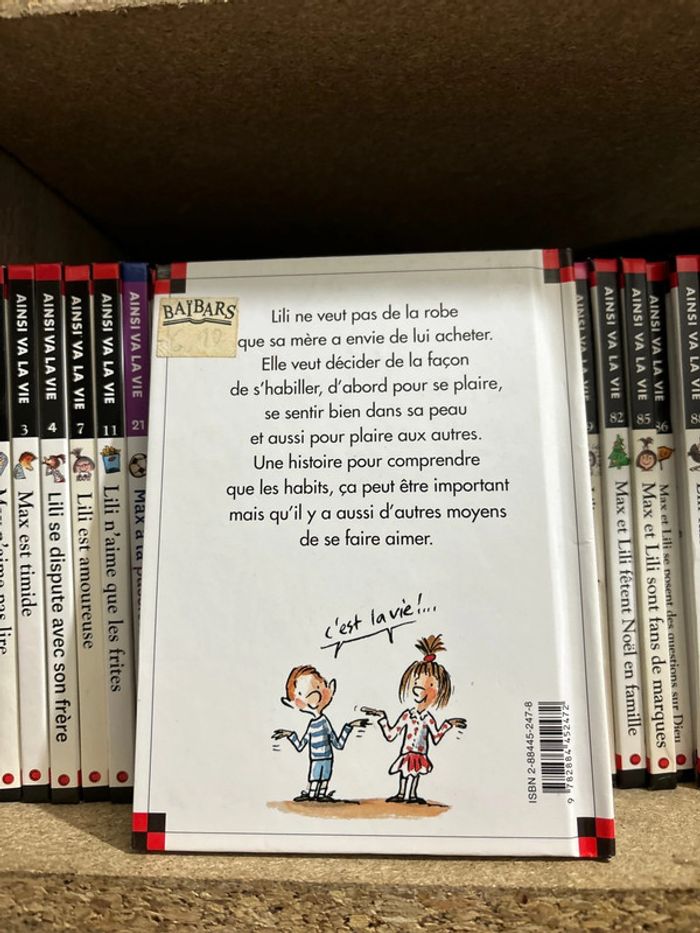 BAÏBARS
Lili ne veut pas de la robe
que sa mère a envie de lui acheter.
Elle veut décider de la façon
de s'habiller, d'abord pour se plaire,
se sentir bien dans sa peau
et aussi pour plaire aux autres.
Une histoire pour comprendre
que les habits, ça peut être important
mais qu'il y a aussi d'autres moyens
de se faire aimer.
c'est la vie!...
ISBN 2-88445-247-8
9 782884 452472
AINSI VA LA VIE 3 Max est timide
AINSI VA LA VIE 4 Lili se dispute avec son frère
AINSI VA LA VIE 7 Lili est amoureuse
AINSI VA LA VIE 11 Lili n'aime que les frites
AINSI VA LA VIE 21 Max a la
AINSI VA LA VIE 82 Max et Lili fêtent Noël en famille
AINSI VA LA VIE 85 Max et Lili sont fans de marques
AINSI VA LA VIE 86 Max et Lili se posent des questions sur Dieu
AINSI VA LA VIE